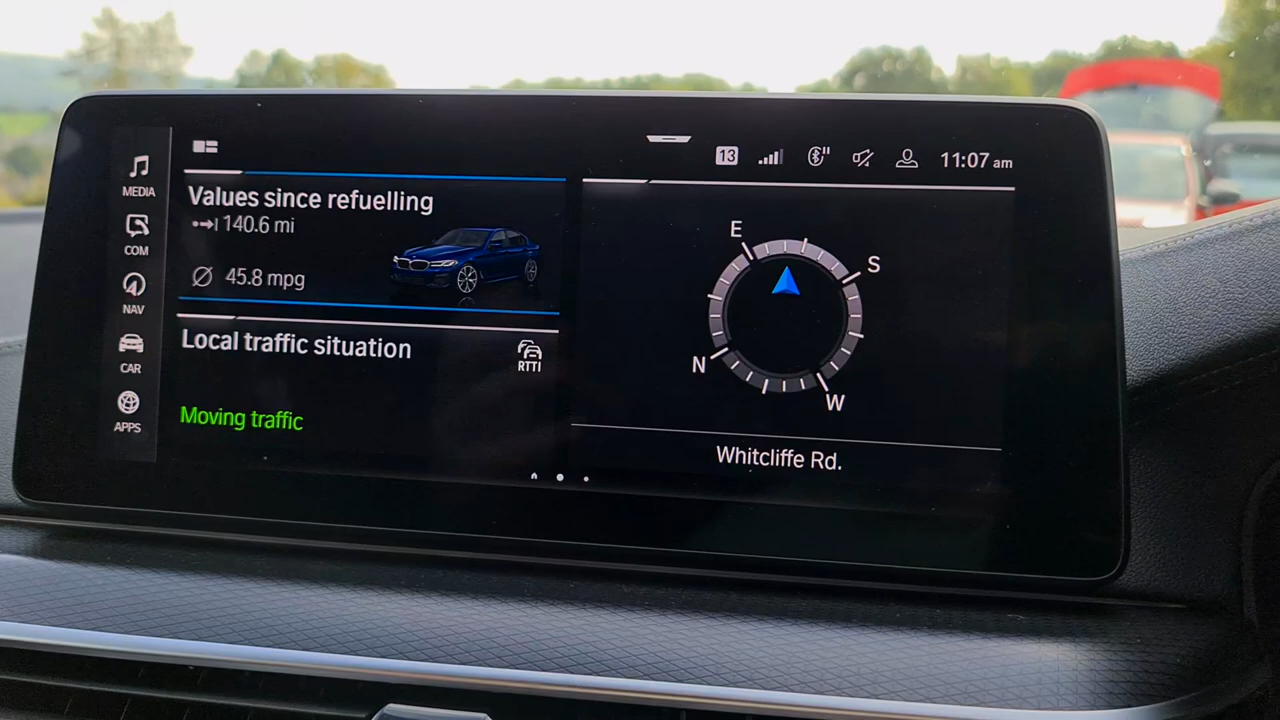 13
11:07 am
MEDIA
COM
NAV
CAR
APPS
Values since refuelling
140.6 mi
45.8 mpg
Local traffic situation
RTTI
Moving traffic
E
S
N
W
Whitcliffe Rd.